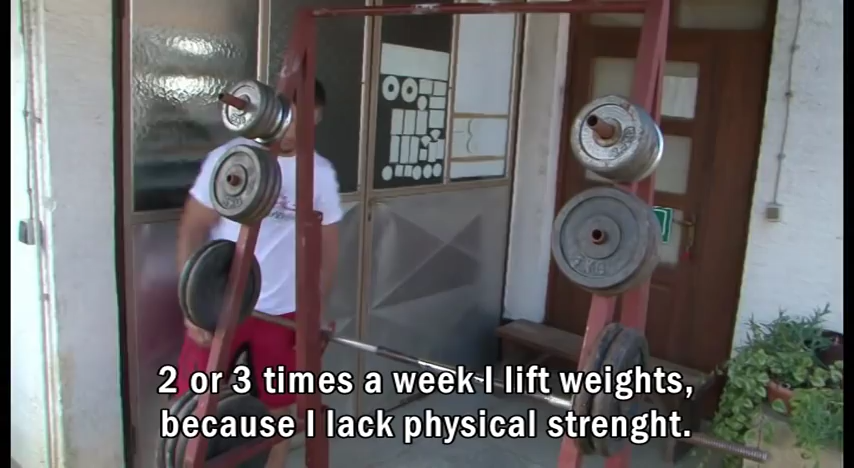 2 or 3 times a week I lift weights,
because I lack physical strenght.